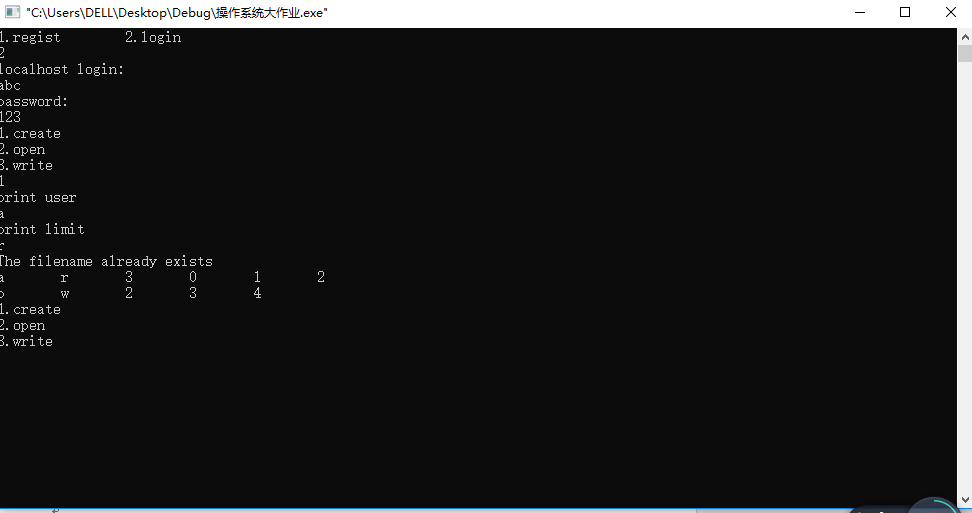 "C:\Users\DELL\Desktop\Debug\操作系统大作业.exe"
1.regist 2.login
2
localhost login:
abc
password:
123
1.create
2.open
3.write
1
print user
a
print limit
r
The filename already exists
a r 3 0 1 2
b w 2 3 4
1.create
2.open
3.write